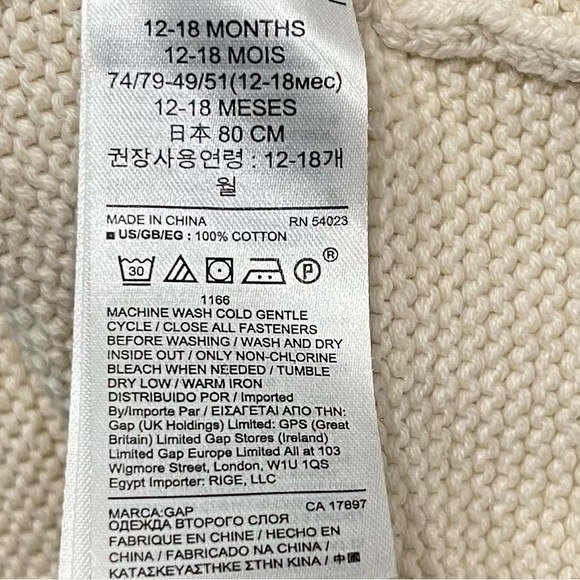 12-18 MONTHS
12-18 MOIS
74/79-49/51(12-18мес)
12-18 MESES
日本 80 CM
권장사용연령 : 12-18개
월
MADE IN CHINA RN 54023
US/GB/EG : 100% COTTON
30 P ®
1166
MACHINE WASH COLD GENTLE
CYCLE / CLOSE ALL FASTENERS
BEFORE WASHING / WASH AND DRY
INSIDE OUT / ONLY NON-CHLORINE
BLEACH WHEN NEEDED / TUMBLE
DRY LOW / WARM IRON
DISTRIBUIDO POR / Imported
By/Importe Par / ΕΙΣΑΓΕΤΑΙ ΑΠΟ ΤΗΝ:
Gap (UK Holdings) Limited: GPS (Great
Britain) Limited Gap Stores (Ireland)
Limited Gap Europe Limited All at 103
Wigmore Street, London, W1U 1QS
Egypt Importer: RIGE, LLC
MARCA:GAP CA 17897
ОДЕЖДА ВТОРОГО СЛОЯ
FABRIQUE EN CHINE / HECHO EN
CHINA / FABRICADO NA CHINA /
ΚΑΤΑΣΚΕΥΑΣΤΗΚΕ ΣΤΗΝ ΚΙΝΑ / 中國